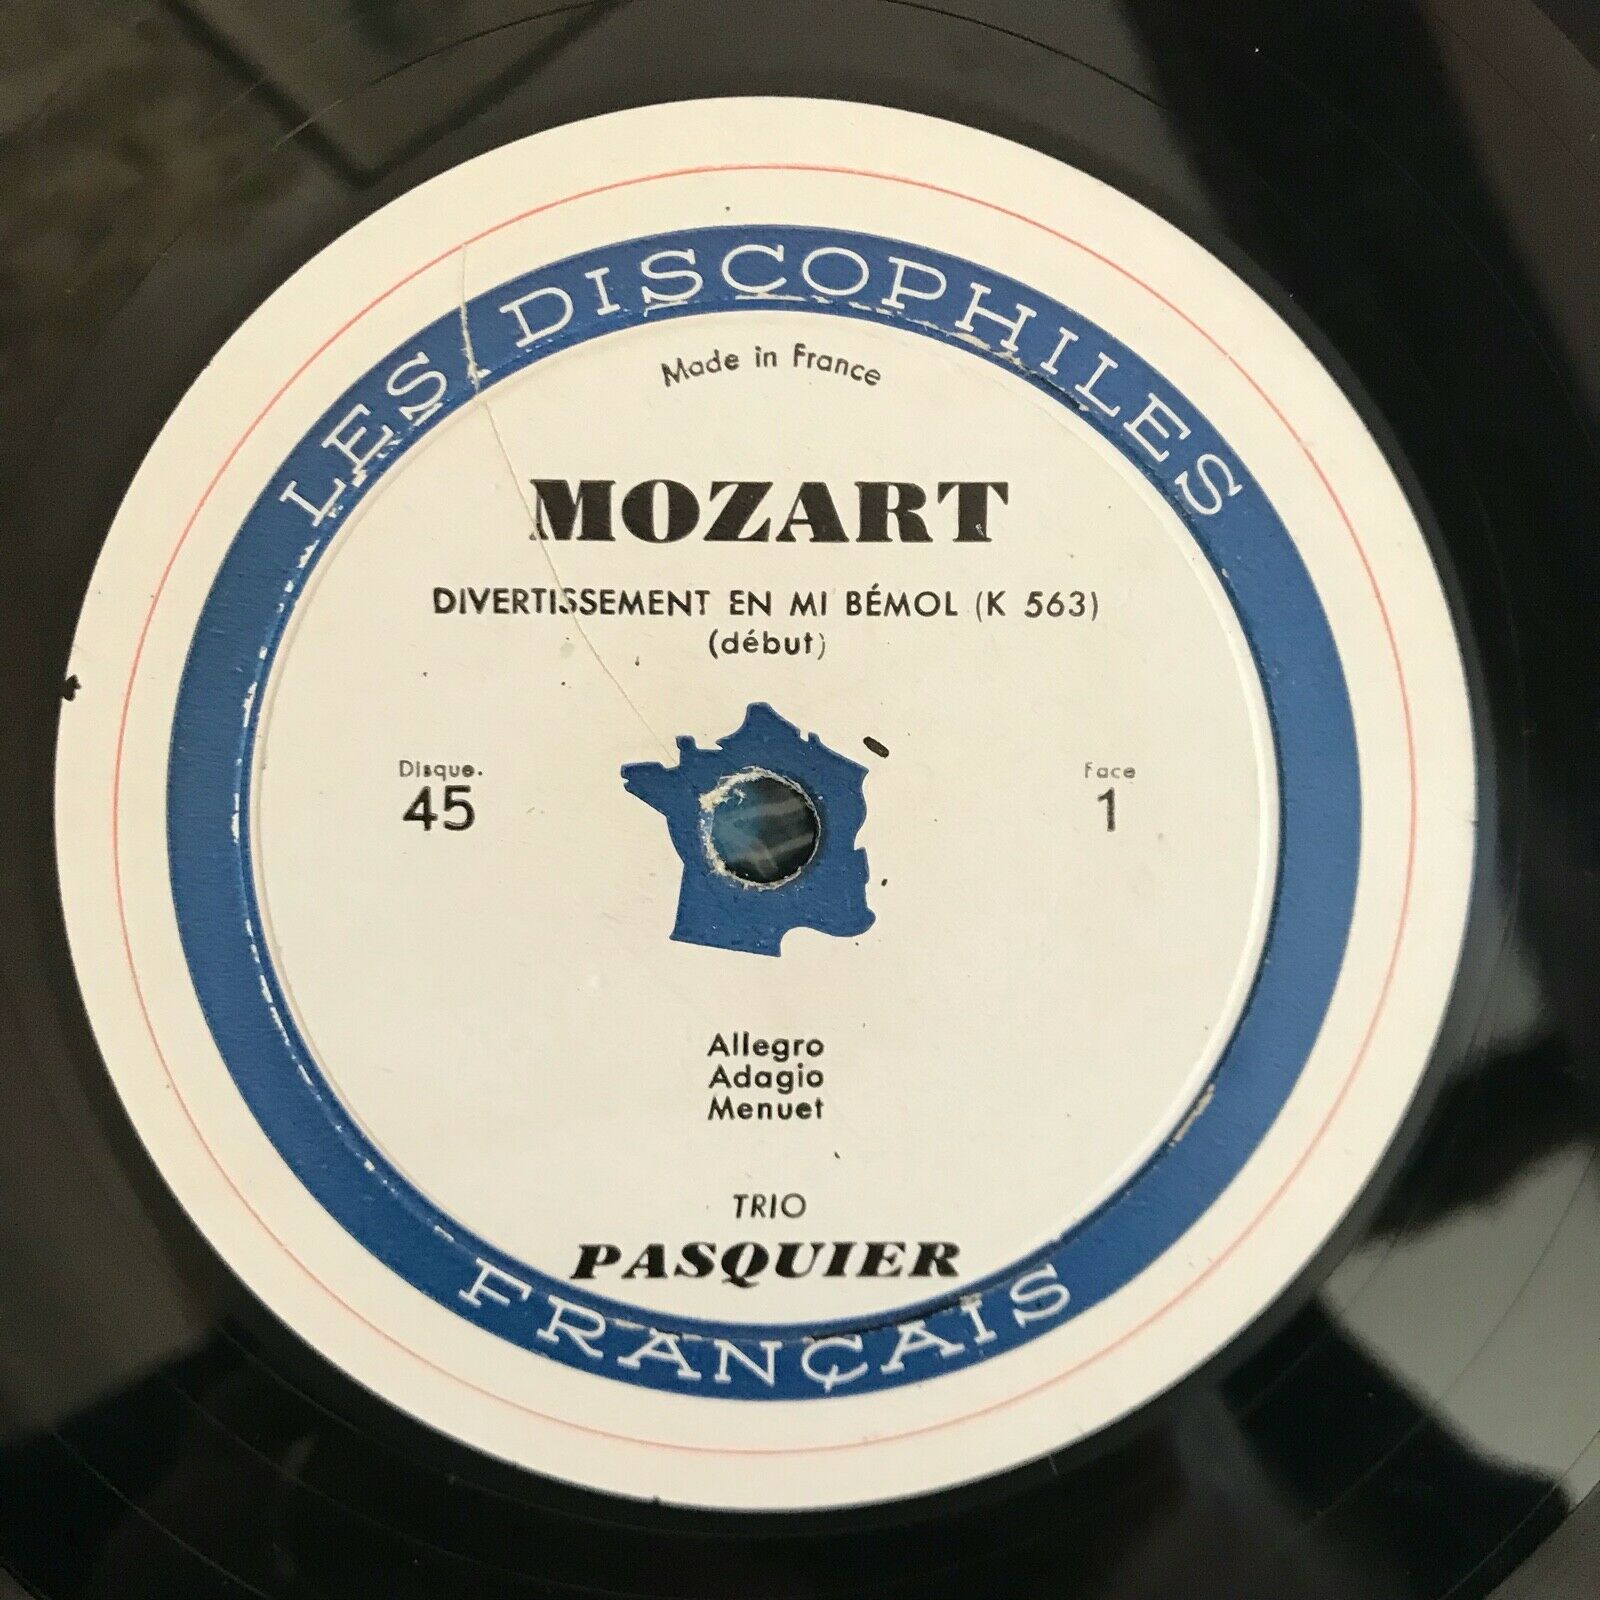 LES DISCOPHILES
Made in France
MOZART
DIVERTISSEMENT EN MI BÉMOL (K 563)
(début)
Disque.
45
Face
1
Allegro
Adagio
Menuet
TRIO
PASQUIER
FRANÇAIS